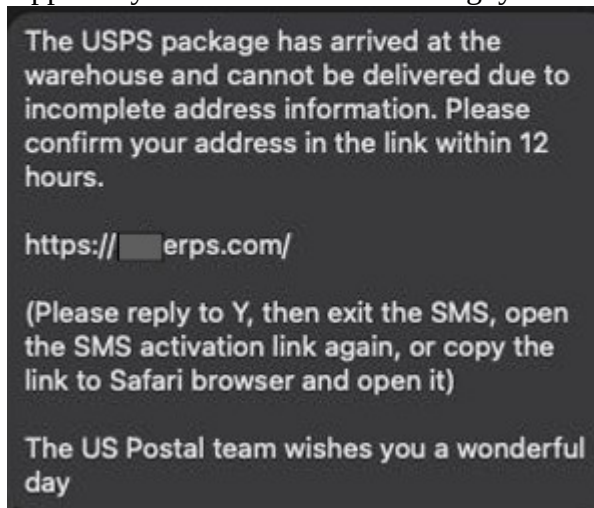 The USPS package has arrived at the
warehouse and cannot be delivered due to
incomplete address information. Please
confirm your address in the link within 12
hours.
https:// erps.com/
(Please reply to Y, then exit the SMS, open
the SMS activation link again, or copy the
link to Safari browser and open it)
The US Postal team wishes you a wonderful
day